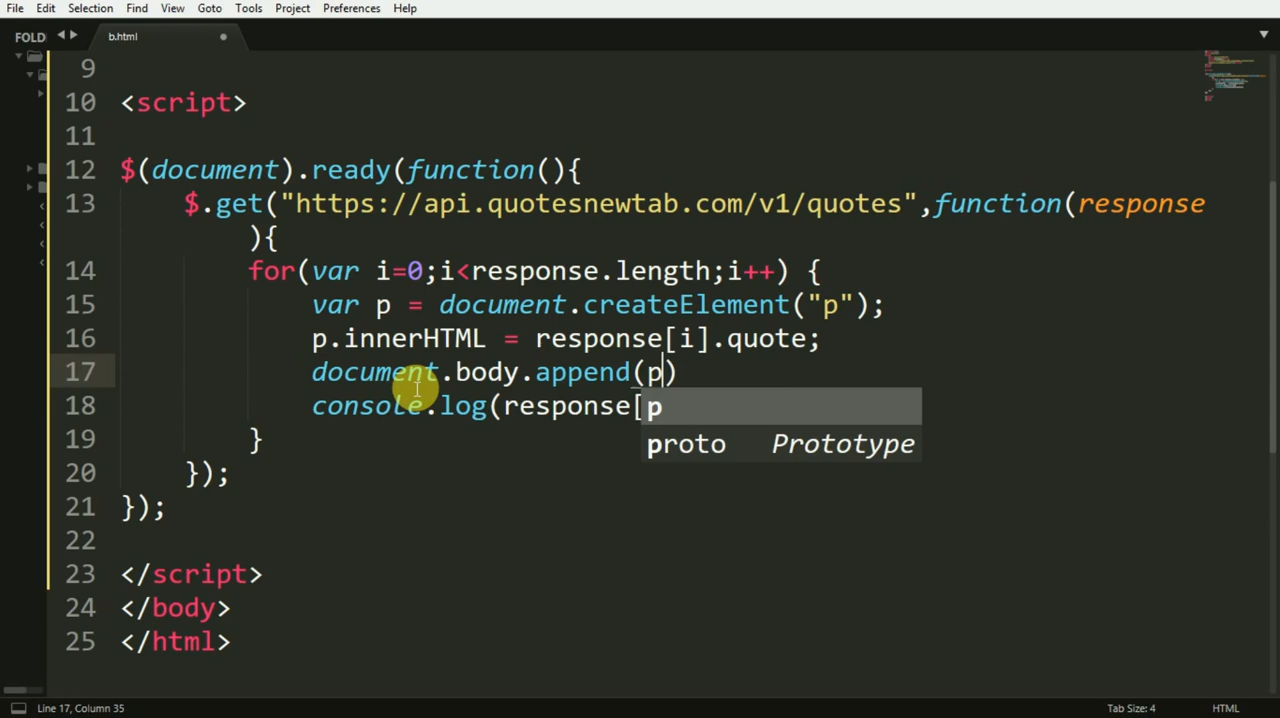 File Edit Selection Find View Goto Tools Project Preferences Help
FOLD
b.html
9
10 <script>
11
12 $(document).ready(function(){
13 $.get("https://api.quotesnewtab.com/v1/quotes",function(response
){
14 for(var i=0;i<response.length;i++) {
15 var p = document.createElement("p");
16 p.innerHTML = response[i].quote;
17 document.body.append(p)
18 console.log(response[
p
proto Prototype
19 }
20 });
21 });
22
23 </script>
24 </body>
25 </html>
Line 17, Column 35 Tab Size: 4 HTML